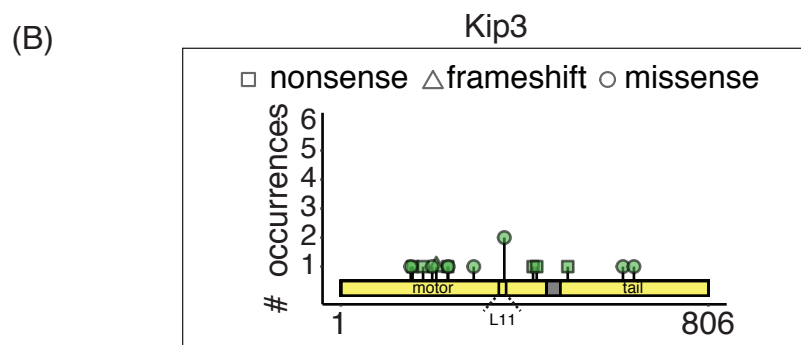 (B)
Kip3
nonsense frameshift missense
# occurrences
6
5
4
3
2
1
motor
tail
L11
1
806